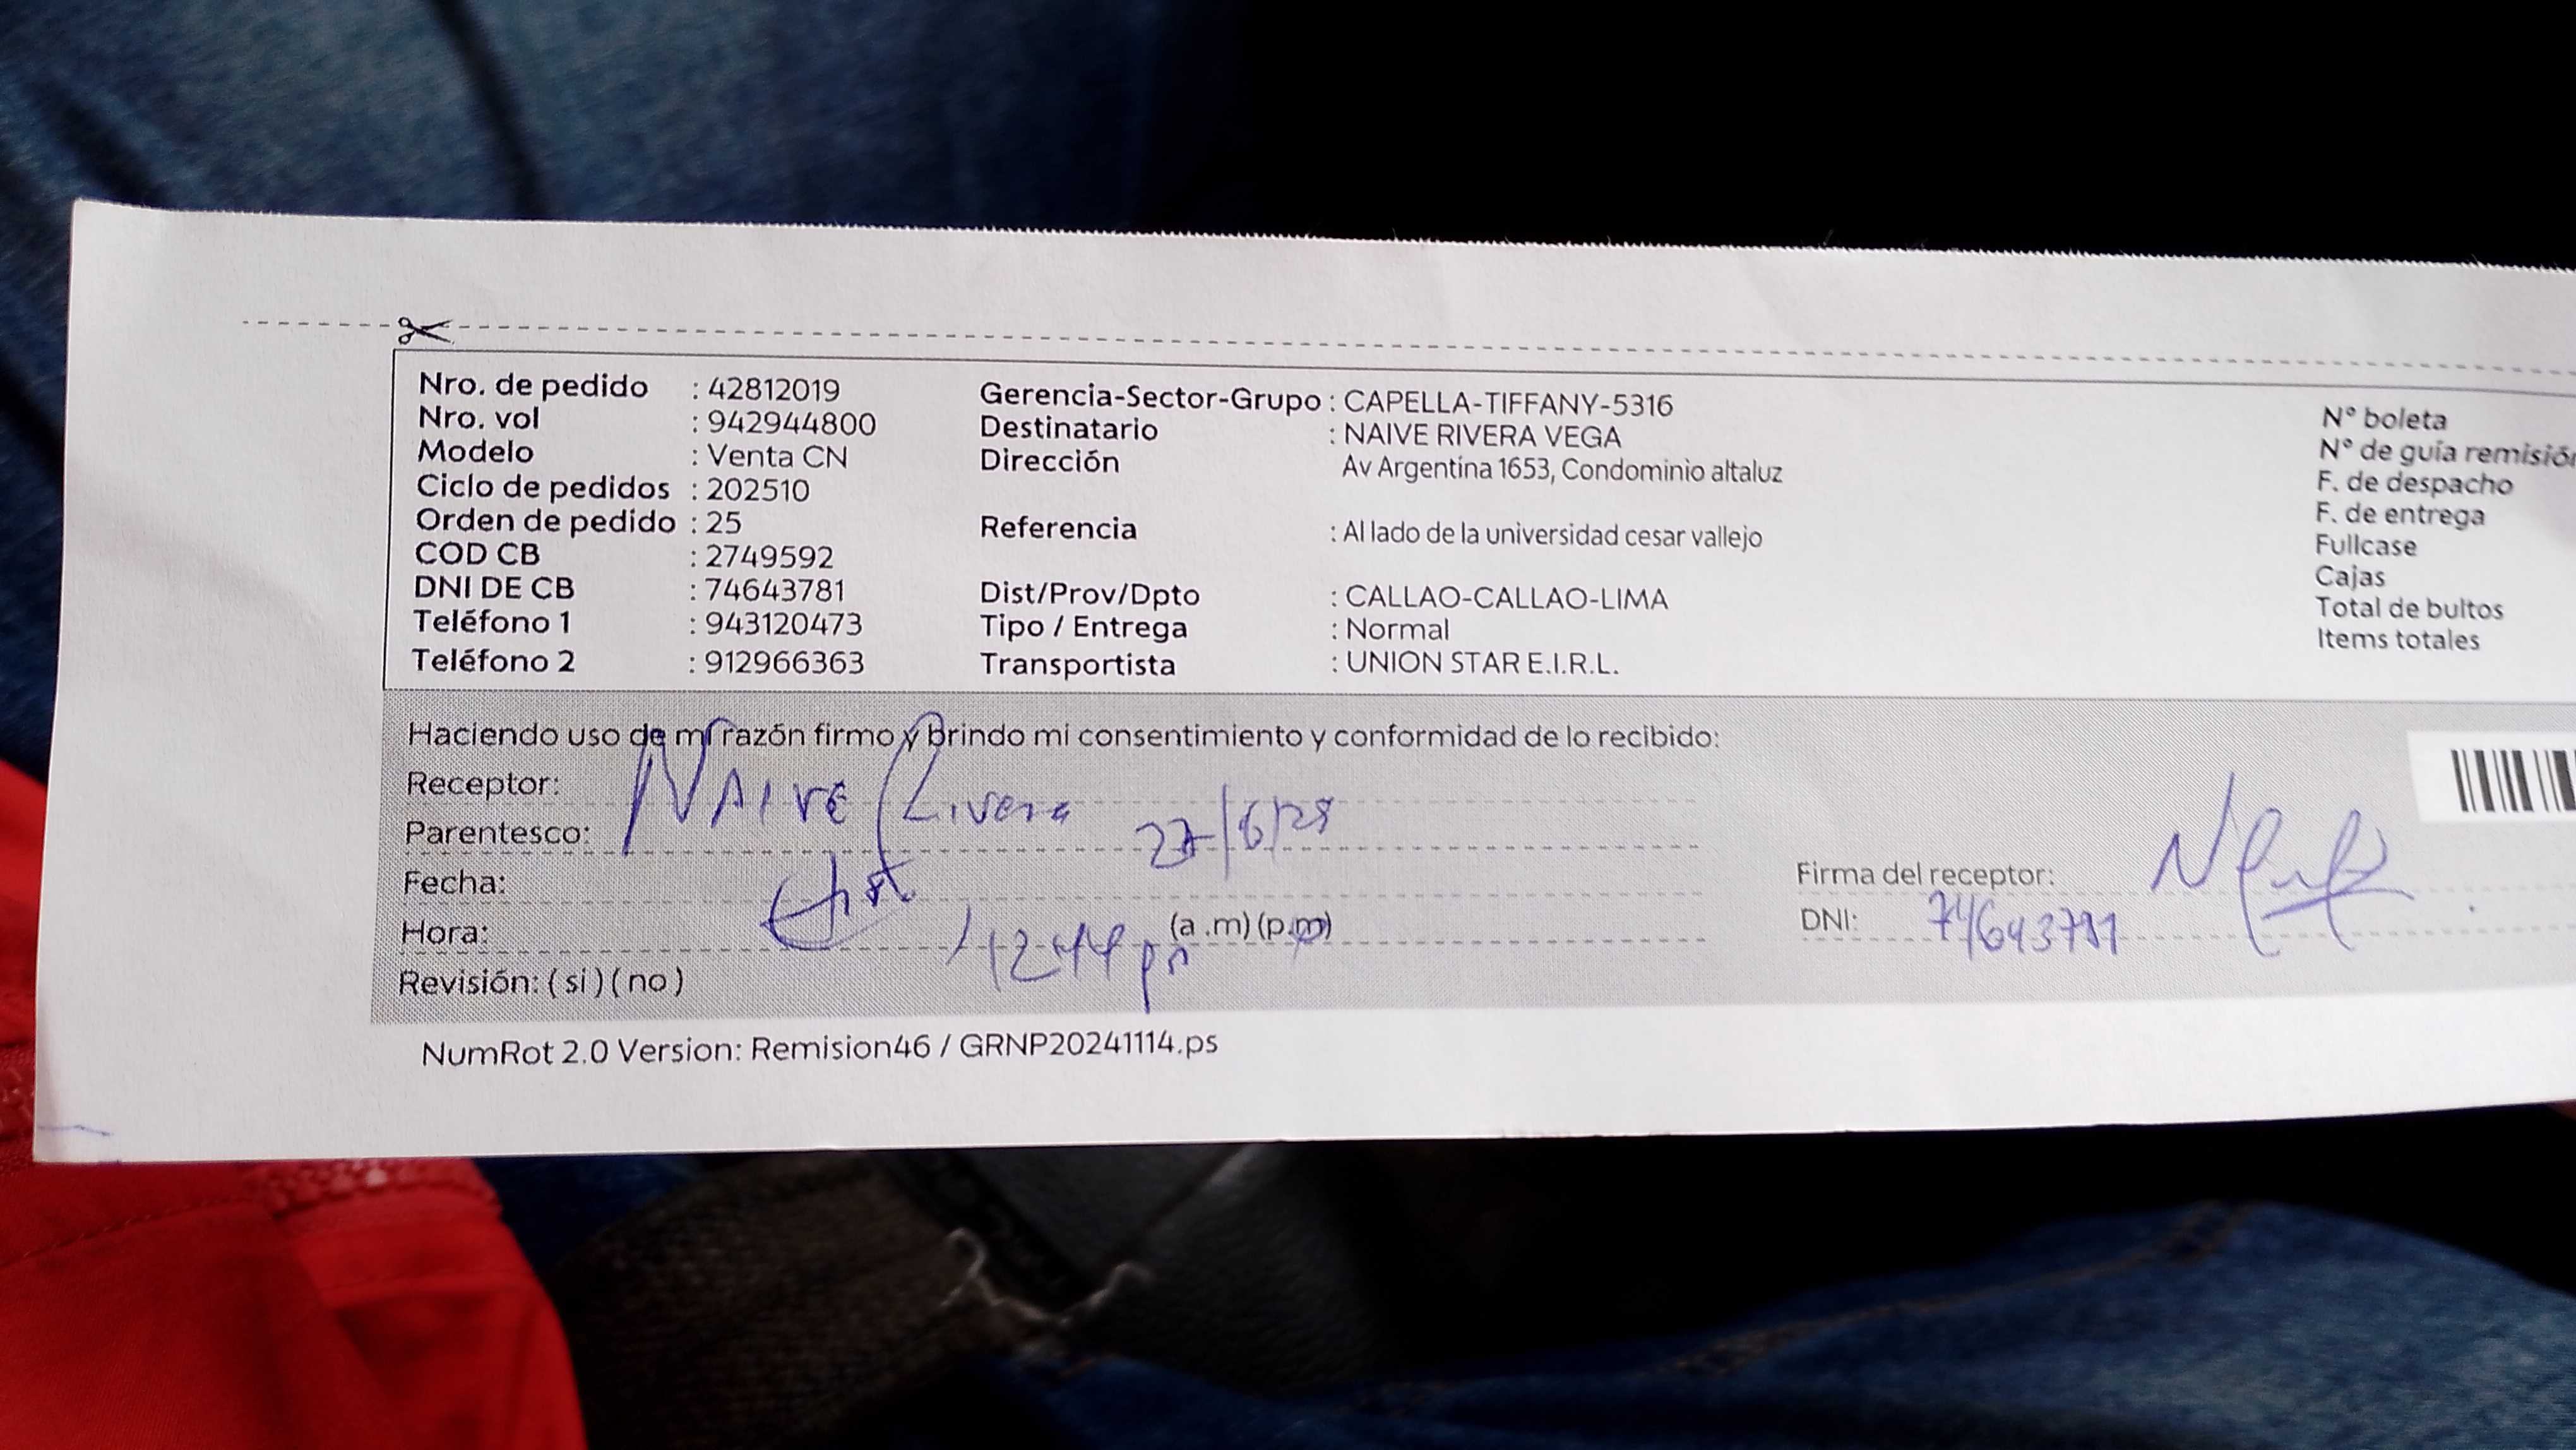 Nro. de pedido : 42812019
Nro. vol : 942944800
Modelo : Venta CN
Ciclo de pedidos : 202510
Orden de pedido : 25
COD CB : 2749592
DNI DE CB : 74643781
Teléfono 1 : 943120473
Teléfono 2 : 912966363
Gerencia-Sector-Grupo : CAPELLA-TIFFANY-5316
Destinatario : NAIVE RIVERA VEGA
Dirección Av Argentina 1653, Condominio altaluz
Referencia : Al lado de la universidad cesar vallejo
Dist/Prov/Dpto : CALLAO-CALLAO-LIMA
Tipo / Entrega : Normal
Transportista : UNION STAR E.I.R.L.
N° boleta
N° de guía remisión
F. de despacho
F. de entrega
Fullcase
Cajas
Total de bultos
Items totales
Haciendo uso de mi razón firmo y brindo mi consentimiento y conformidad de lo recibido:
Receptor: NAIVE Rivera
Parentesco:
Fecha:
Hora: 12:44 pm (a .m) (p.m)
Revisión: ( si ) ( no )
Firma del receptor:
DNI: 74643781
NumRot 2.0 Version: Remision46 / GRNP20241114.ps